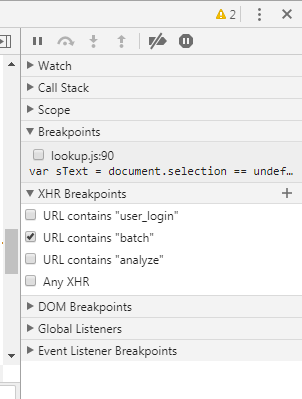 2
Watch
Call Stack
Scope
Breakpoints
lookup.js:90
var sText = document.selection == undef…
XHR Breakpoints
URL contains "user_login"
URL contains "batch"
URL contains "analyze"
Any XHR
DOM Breakpoints
Global Listeners
Event Listener Breakpoints